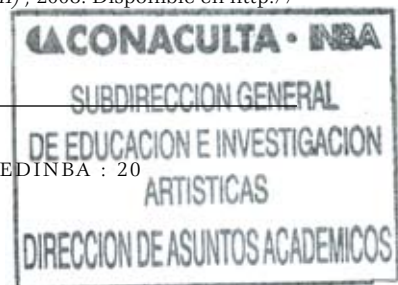 2008. Disponible en http://
CONACULTA · INBA
SUBDIRECCION GENERAL
DE EDUCACION E INVESTIGACION
EDINBA : 20
ARTISTICAS
DIRECCION DE ASUNTOS ACADEMICOS